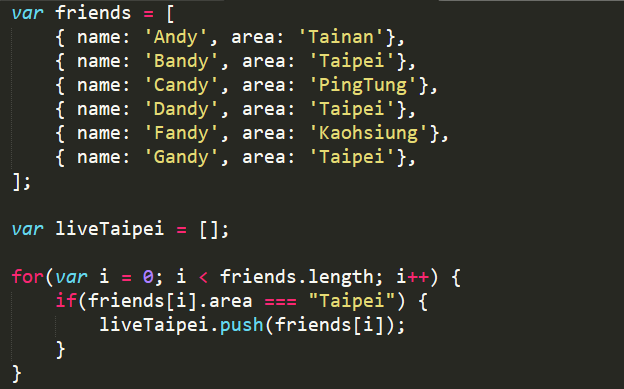 var friends = [
    { name: 'Andy', area: 'Tainan'},
    { name: 'Bandy', area: 'Taipei'},
    { name: 'Candy', area: 'PingTung'},
    { name: 'Dandy', area: 'Taipei'},
    { name: 'Fandy', area: 'Kaohsiung'},
    { name: 'Gandy', area: 'Taipei'},
];
var liveTaipei = [];
for(var i = 0; i < friends.length; i++) {
    if(friends[i].area === "Taipei") {
        liveTaipei.push(friends[i]);
    }
}